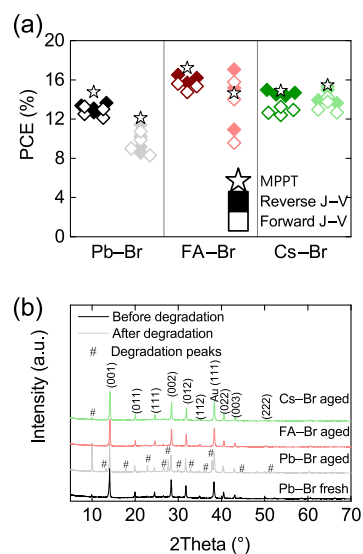 (a)
20
16
12
8
4
0
PCE (%)
MPPT
Reverse J–V
Forward J–V
Pb–Br
FA–Br
Cs–Br
(b)
Before degradation
After degradation
# Degradation peaks
Intensity (a.u.)
(001)
(011)
(111)
(002)
(012)
(112)
Au (111)
(022)
(003)
(222)
#
Cs–Br aged
FA–Br aged
# # # # # # # # # # # # #
Pb–Br aged
Pb–Br fresh
10 20 30 40 50 60 70
2Theta (°)